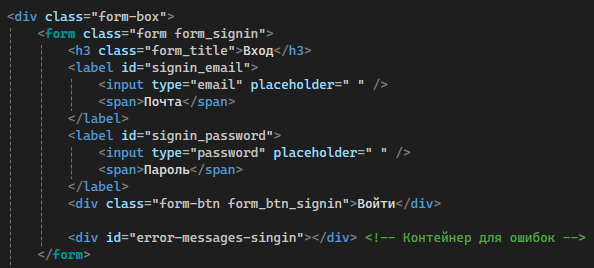 <div class="form-box">
<form class="form form_signin">
<h3 class="form_title">Вход</h3>
<label id="signin_email">
<input type="email" placeholder=" " />
<span>Почта</span>
</label>
<label id="signin_password">
<input type="password" placeholder=" " />
<span>Пароль</span>
</label>
<div class="form-btn form_btn_signin">Войти</div>
<div id="error-messages-singin"></div> <!-- Контейнер для ошибок -->
</form>